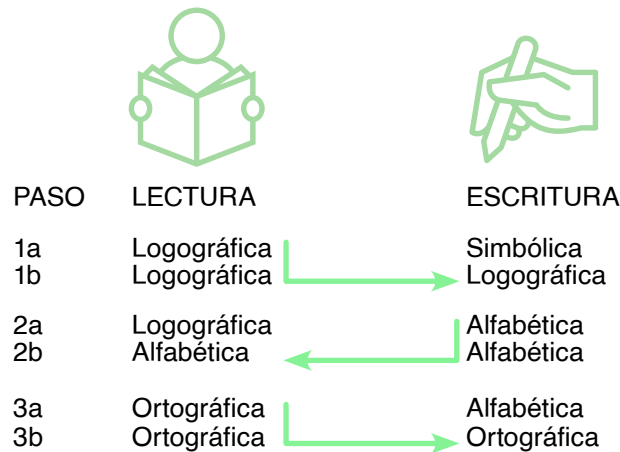 PASO LECTURA ESCRITURA
1a Logográfica Simbólica
1b Logográfica Logográfica
2a Logográfica Alfabética
2b Alfabética Alfabética
3a Ortográfica Alfabética
3b Ortográfica Ortográfica